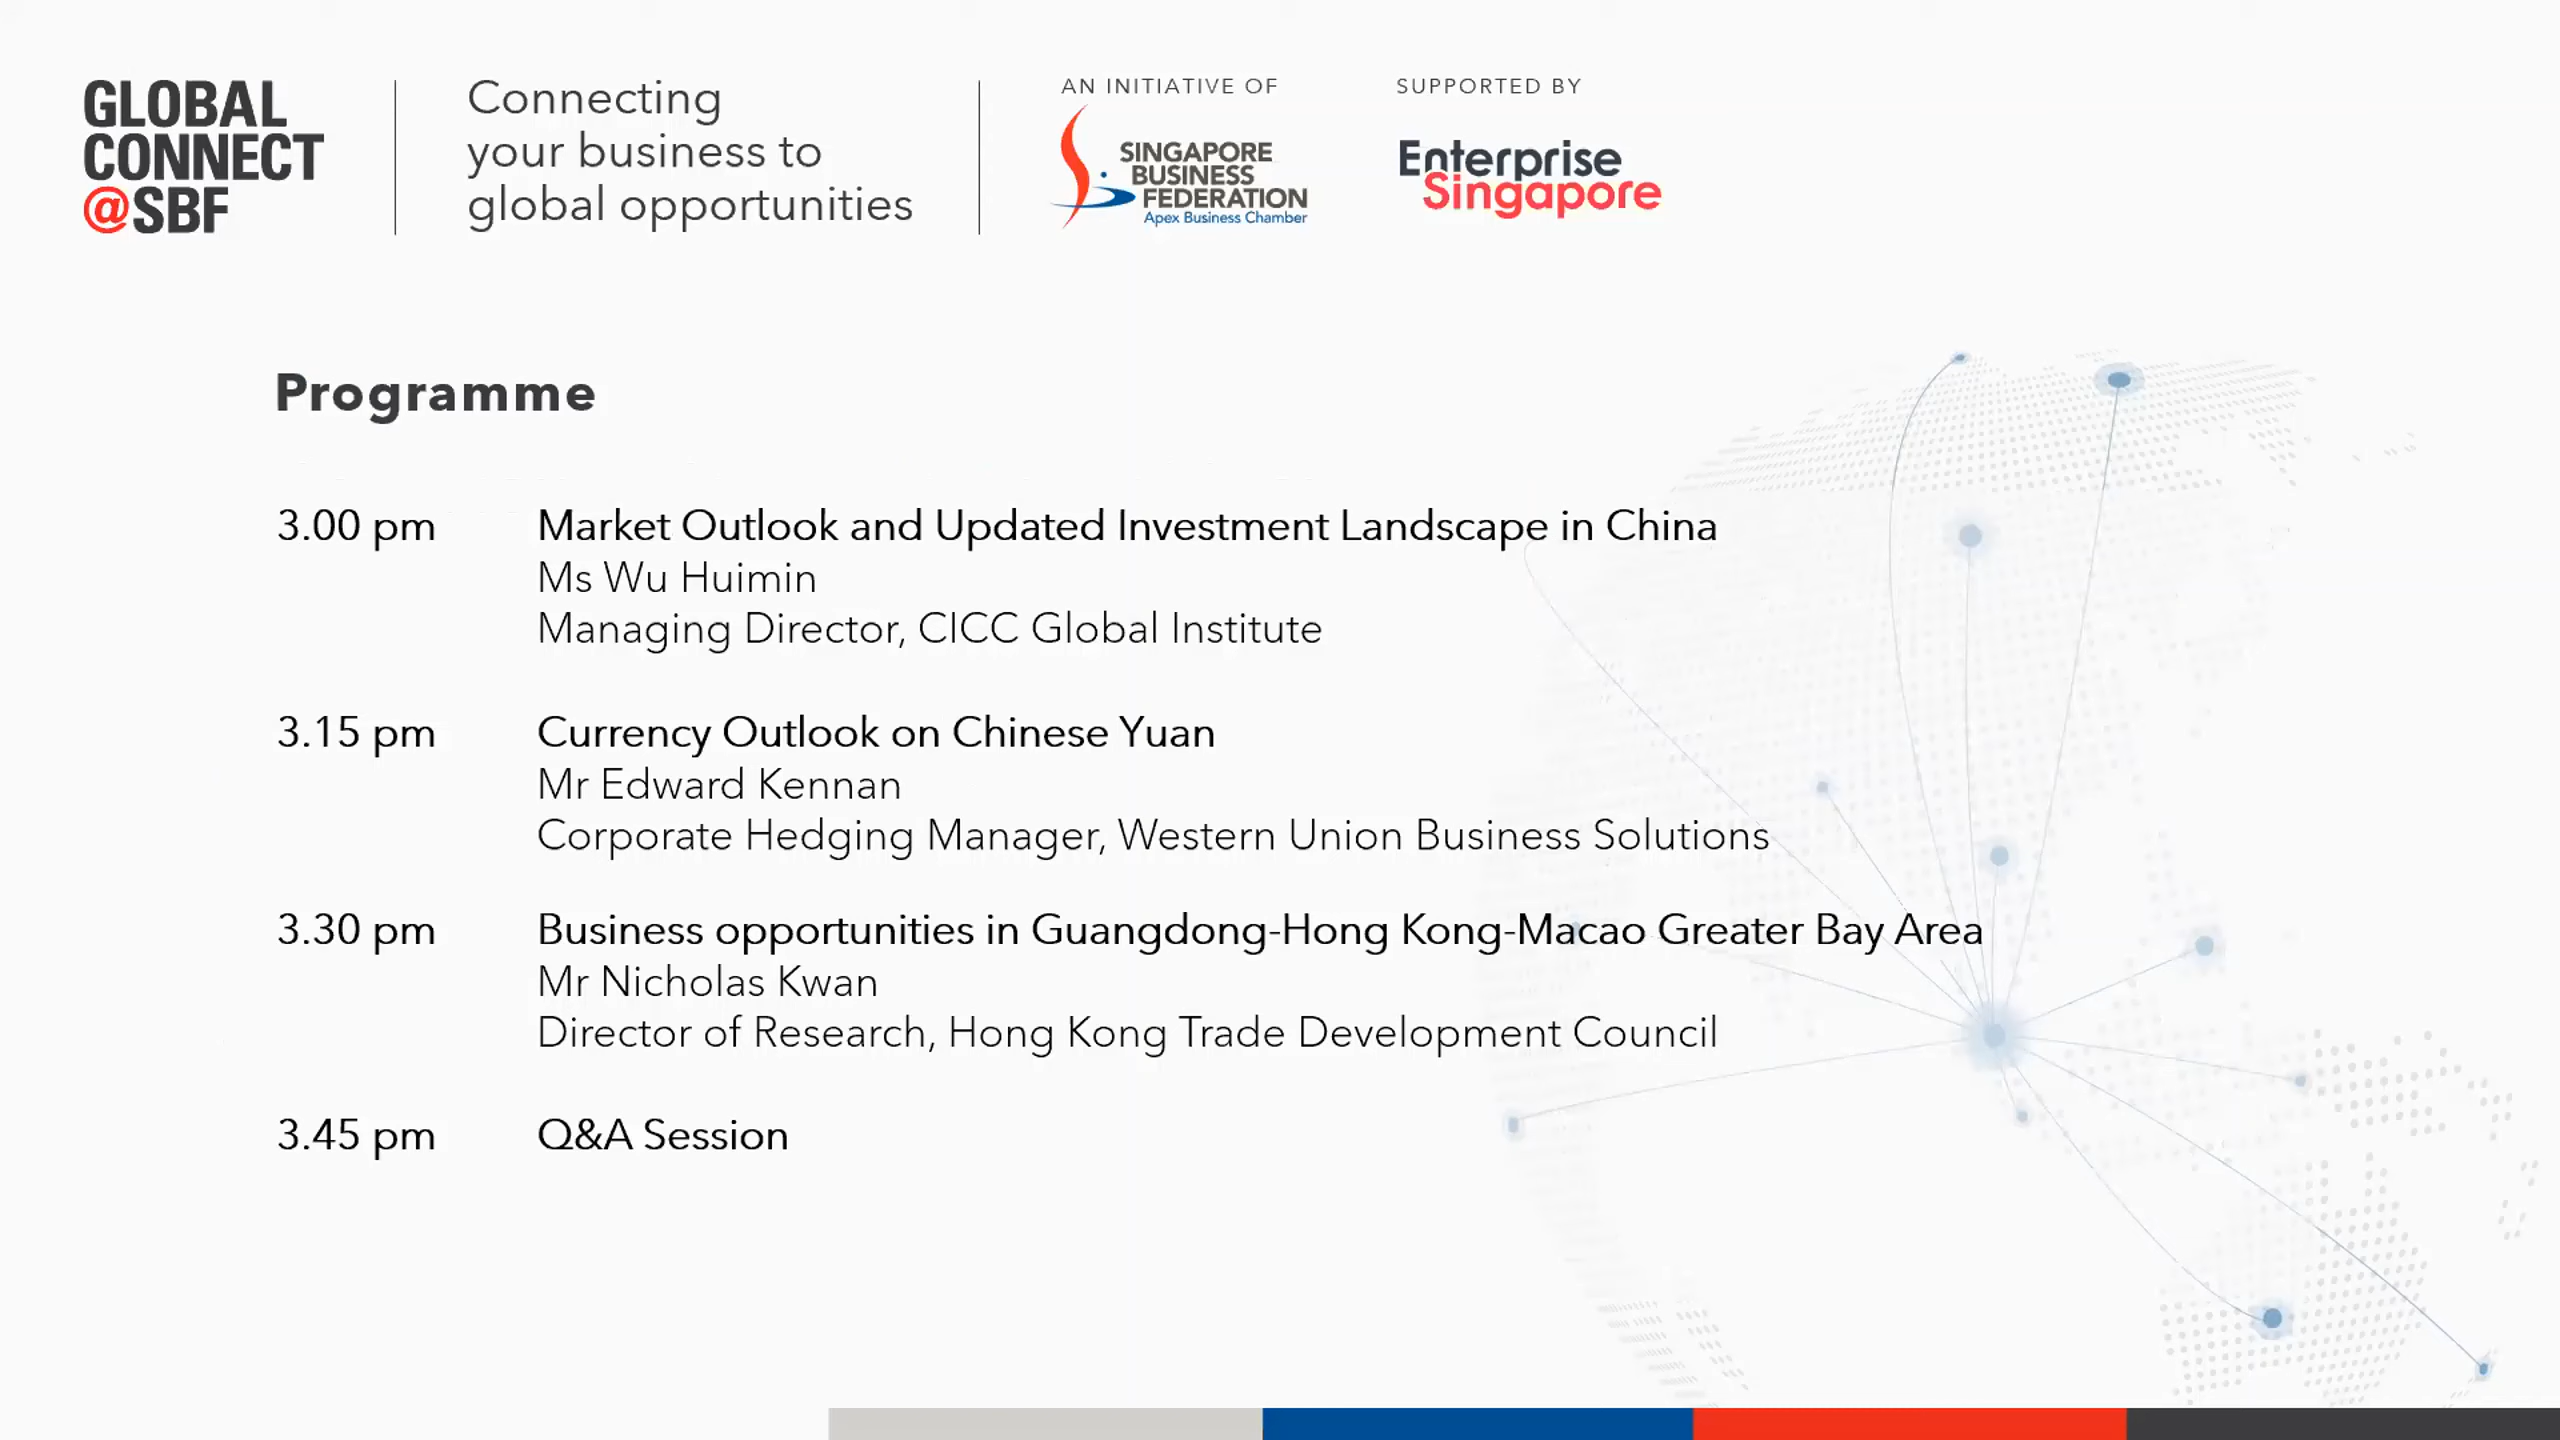 GLOBAL
CONNECT
@SBF
Connecting
your business to
global opportunities
AN INITIATIVE OF
SINGAPORE
BUSINESS
FEDERATION
Apex Business Chamber
SUPPORTED BY
Enterprise
Singapore
Programme
3.00 pm Market Outlook and Updated Investment Landscape in China
Ms Wu Huimin
Managing Director, CICC Global Institute
3.15 pm Currency Outlook on Chinese Yuan
Mr Edward Kennan
Corporate Hedging Manager, Western Union Business Solutions
3.30 pm Business opportunities in Guangdong-Hong Kong-Macao Greater Bay Area
Mr Nicholas Kwan
Director of Research, Hong Kong Trade Development Council
3.45 pm Q&A Session